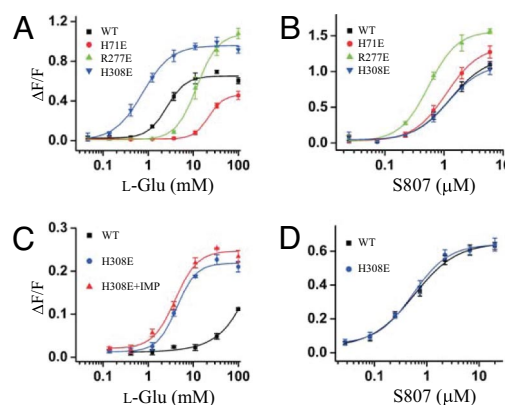 A
B
WT
H71E
R277E
H308E
1.2
0.8
0.4
0.0
ΔF/F
0.1 1 10 100
L-Glu (mM)
WT
H71E
R277E
H308E
1.5
1.0
0.5
0.0
0.1 1
S807 (µM)
C
D
WT
H308E
H308E+IMP
0.3
0.2
0.1
0.0
ΔF/F
0.1 1 10 100
L-Glu (mM)
WT
H308E
0.6
0.4
0.2
0.0
0.1 1 10
S807 (µM)